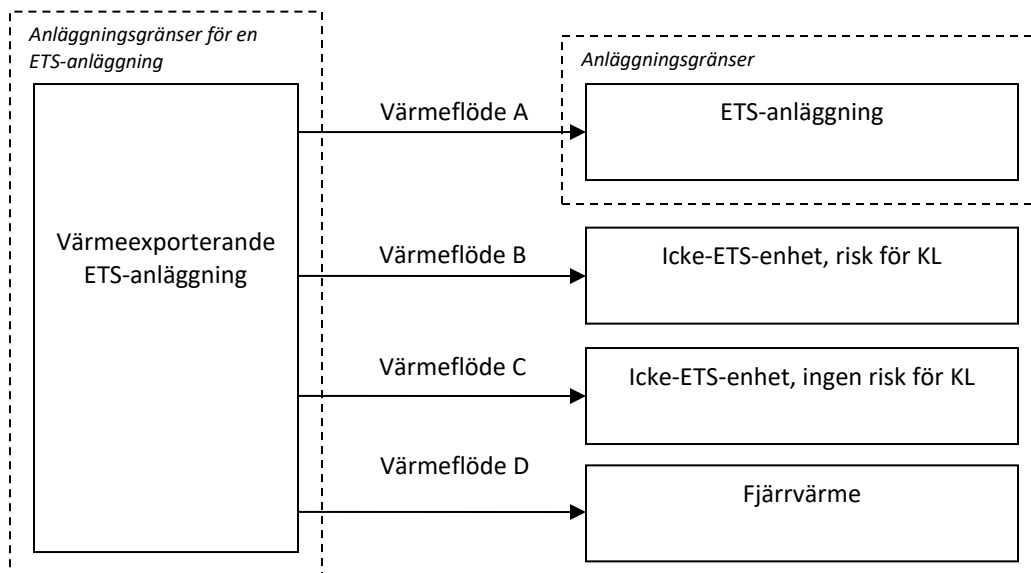 Anläggningsgränser för en
ETS-anläggning
Värmeexporterande
ETS-anläggning
Värmeflöde A
Värmeflöde B
Värmeflöde C
Värmeflöde D
Anläggningsgränser
ETS-anläggning
Icke-ETS-enhet, risk för KL
Icke-ETS-enhet, ingen risk för KL
Fjärrvärme